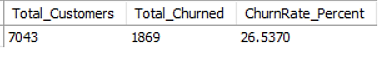 Total_Customers Total_Churned ChurnRate_Percent
7043 1869 26.5370